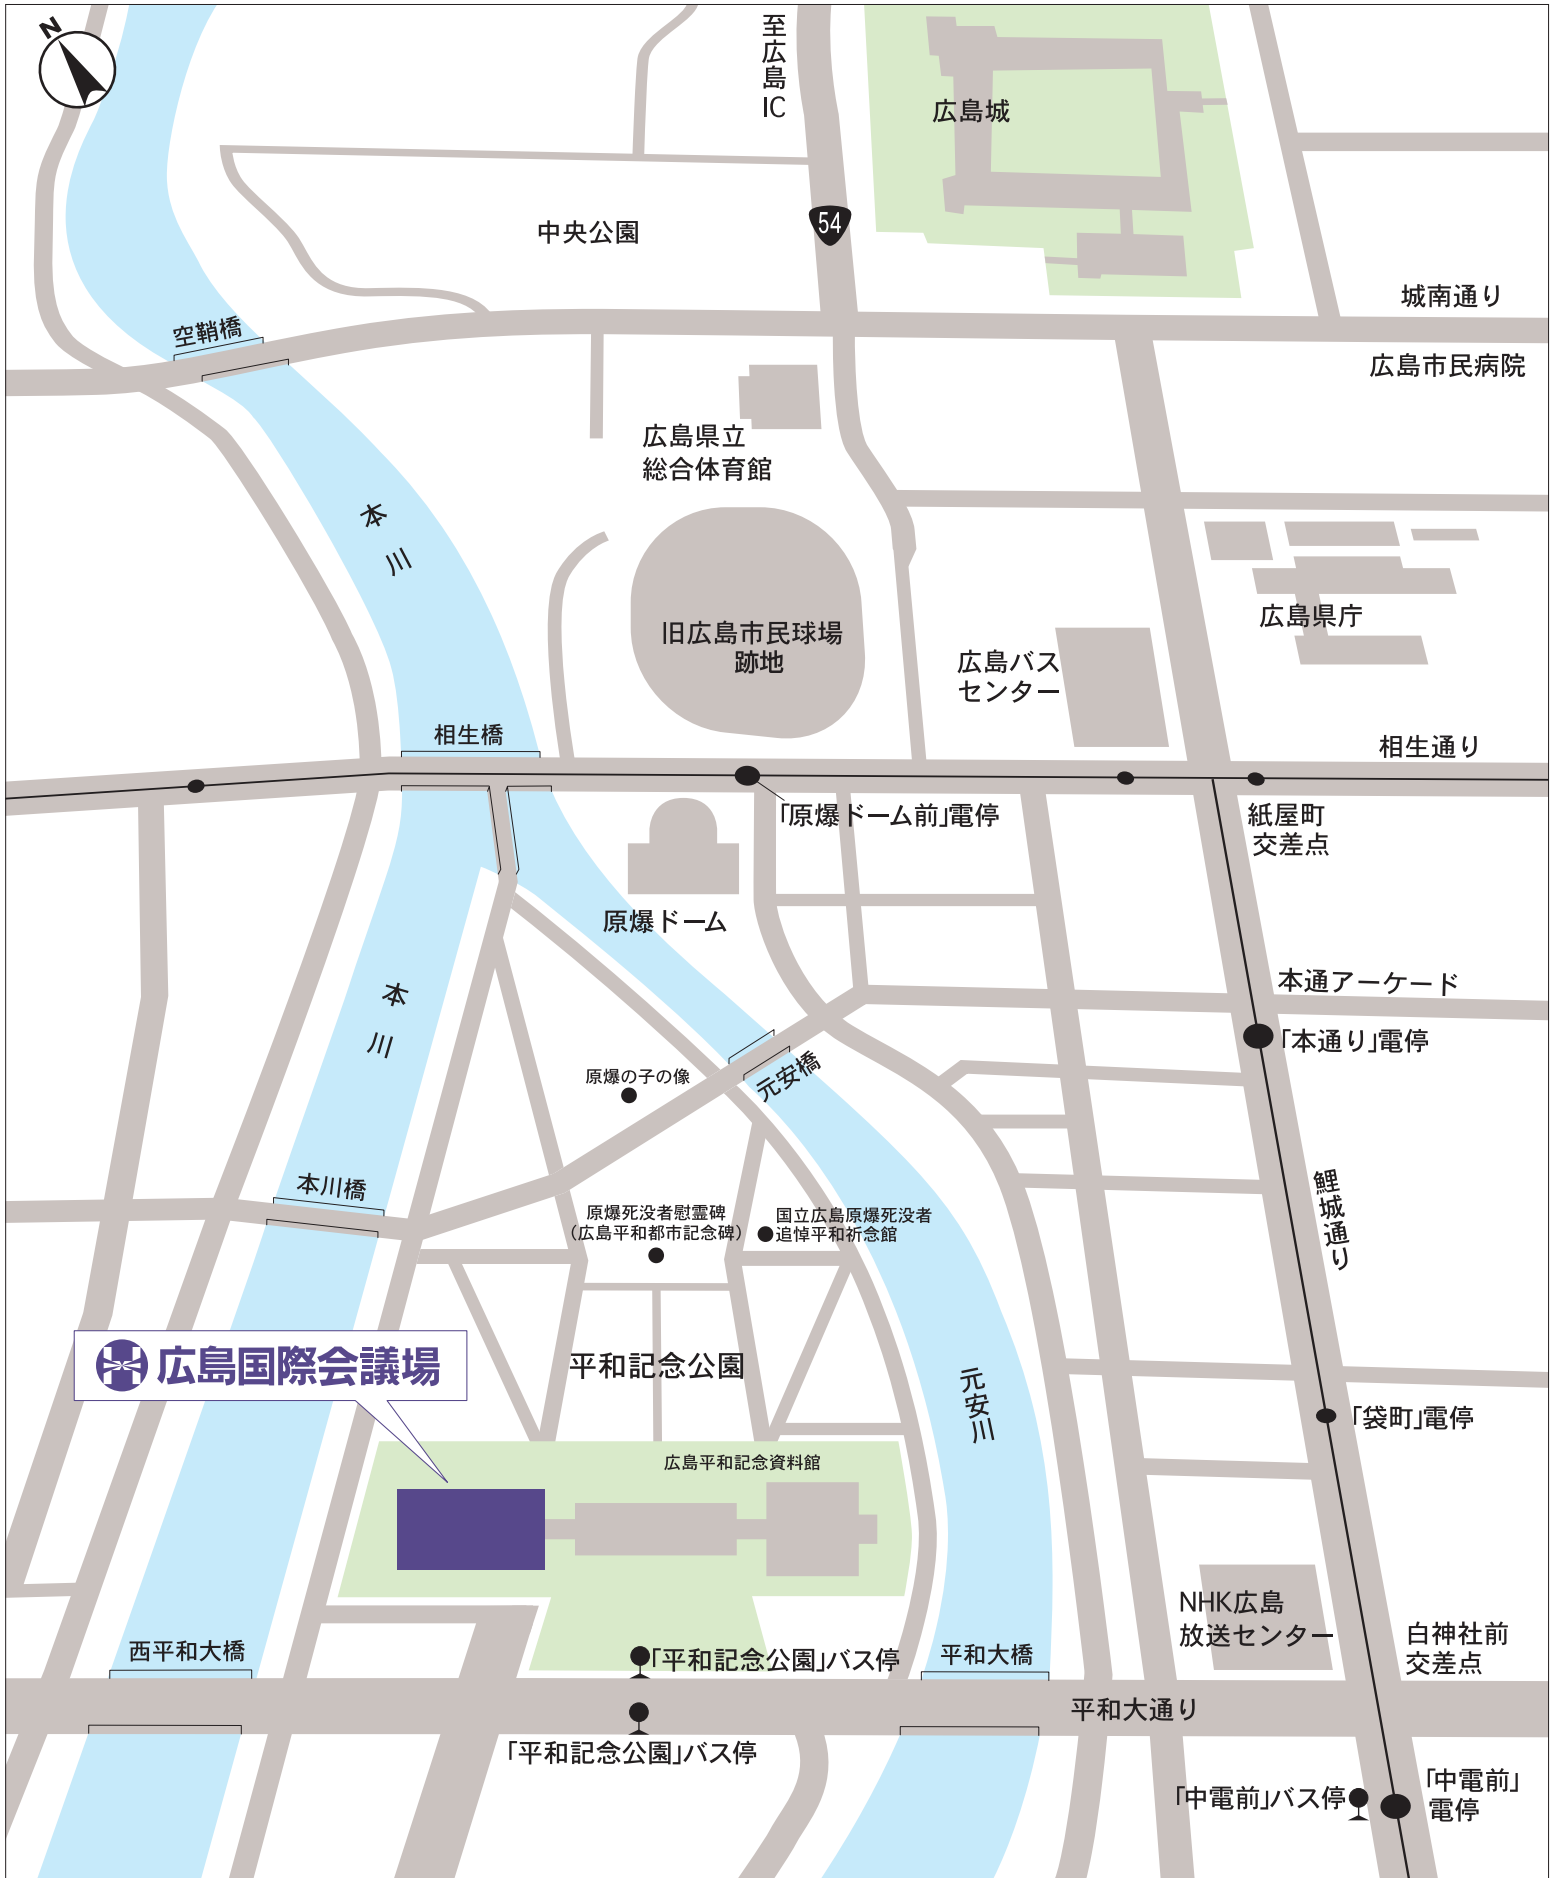 N
至広島IC
広島城
54
中央公園
城南通り
空鞘橋
広島市民病院
広島県立
総合体育館
本川
旧広島市民球場
跡地
広島県庁
広島バス
センター
相生橋
相生通り
「原爆ドーム前」電停
紙屋町
交差点
原爆ドーム
本通アーケード
本川
「本通り」電停
元安橋
原爆の子の像
本川橋
鯉城通り
原爆死没者慰霊碑
(広島平和都市記念碑)
国立広島原爆死没者
追悼平和祈念館
広島国際会議場
平和記念公園
元安川
「袋町」電停
広島平和記念資料館
NHK広島
放送センター
白神社前
交差点
西平和大橋
「平和記念公園」バス停
平和大橋
平和大通り
「平和記念公園」バス停
「中電前」バス停
「中電前」
電停